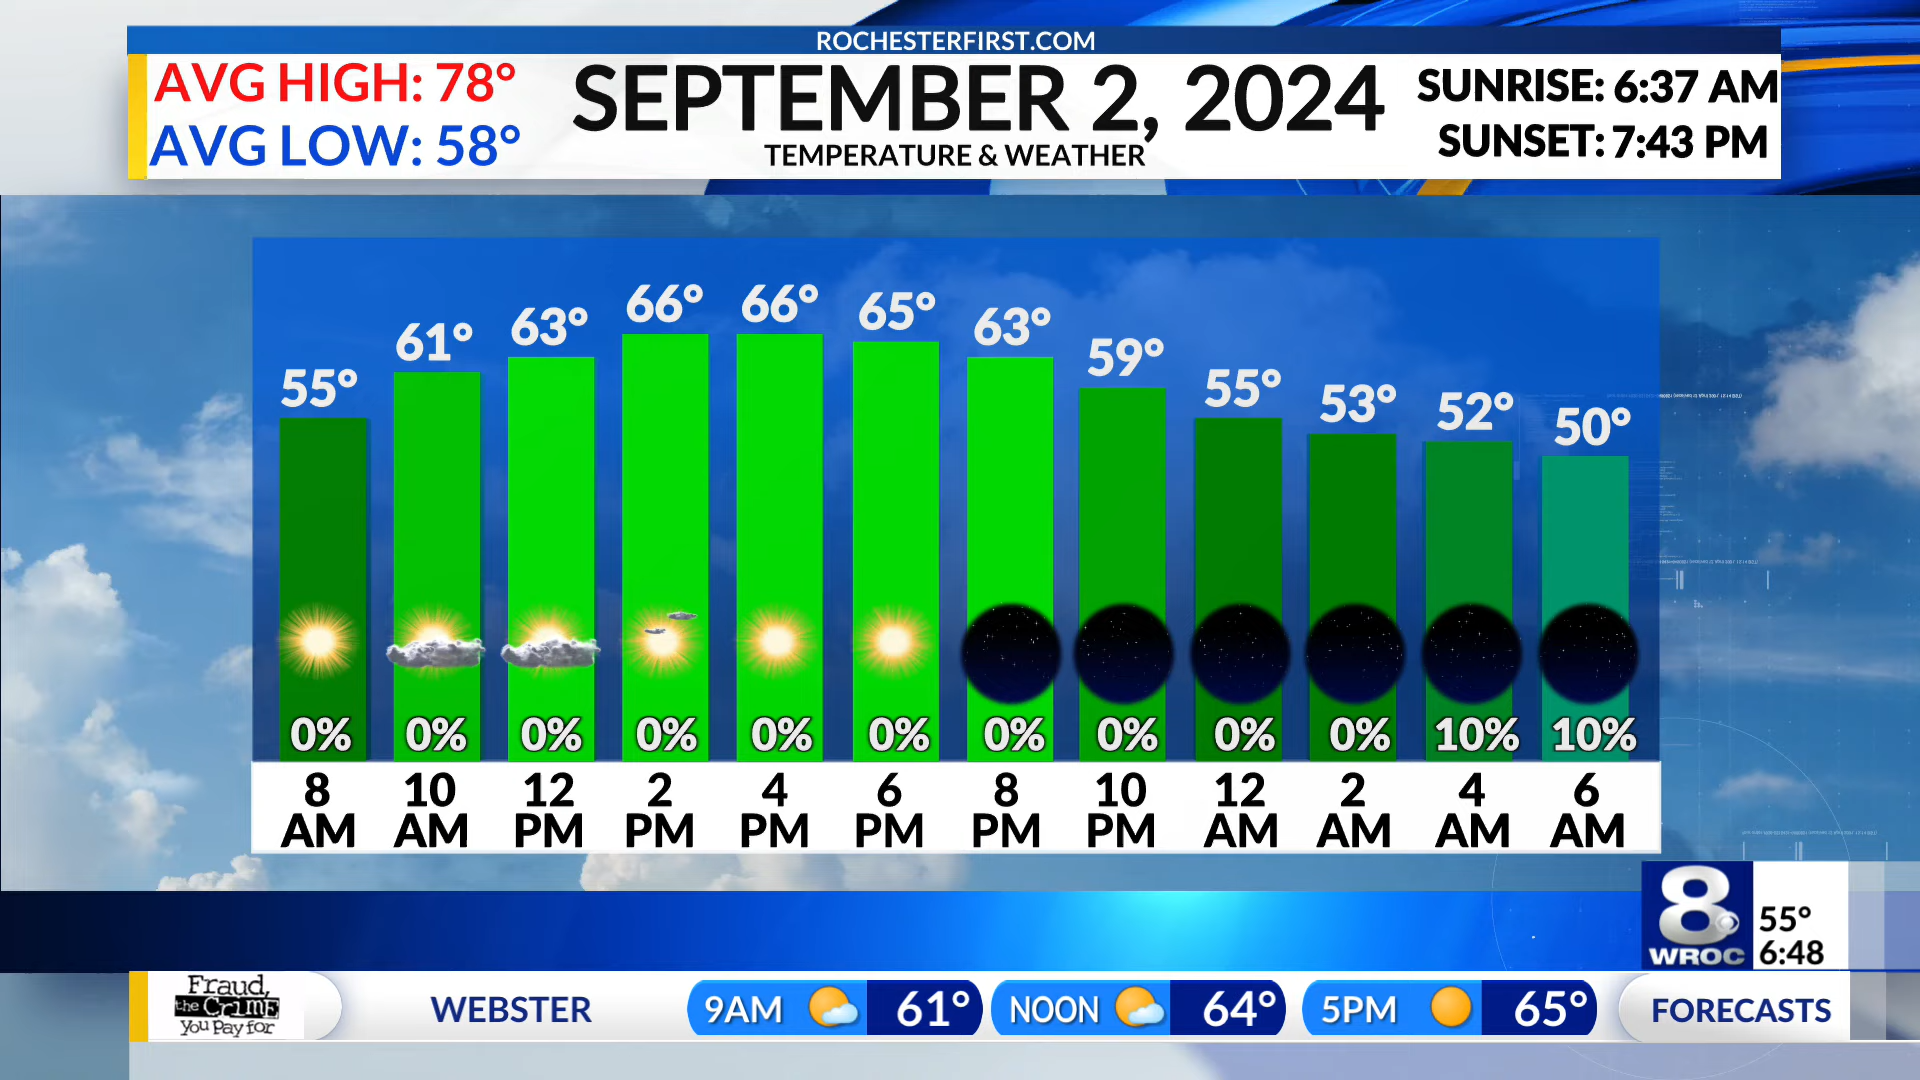 ROCHESTERFIRST.COM
AVG HIGH: 78°
AVG LOW: 58°
SEPTEMBER 2, 2024
TEMPERATURE & WEATHER
SUNRISE: 6:37 AM
SUNSET: 7:43 PM
55° 61° 63° 66° 66° 65° 63° 59° 55° 53° 52° 50°
0% 0% 0% 0% 0% 0% 0% 0% 0% 0% 10% 10%
8 10 12 2 4 6 8 10 12 2 4 6
AM AM PM PM PM PM PM PM AM AM AM AM
8
WROC
55°
6:48
Fraud,
the Crime
You Pay for
WEBSTER
9AM 61°
NOON 64°
5PM 65°
FORECASTS